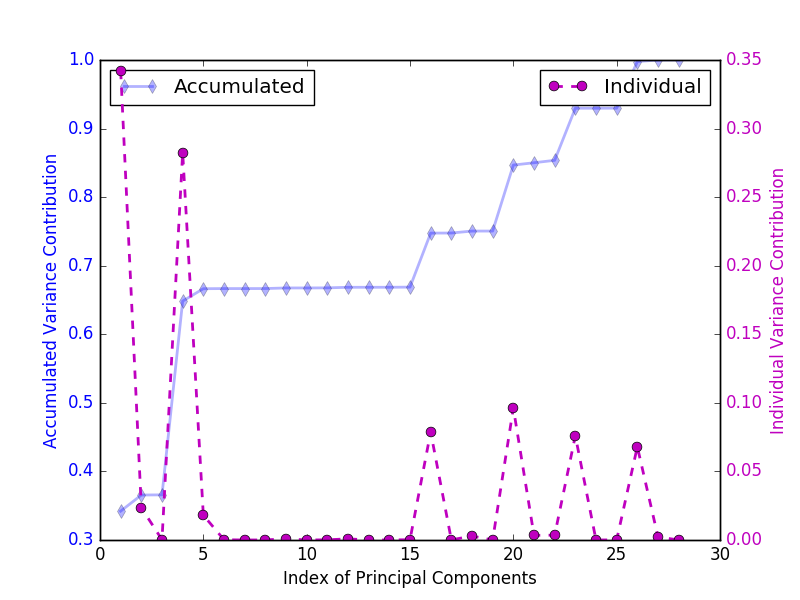 Accumulated
Individual
Accumulated Variance Contribution
1.0
0.9
0.8
0.7
0.6
0.5
0.4
0.3
0.35
0.30
0.25
0.20
0.15
0.10
0.05
0.00
Individual Variance Contribution
0 5 10 15 20 25 30
Index of Principal Components